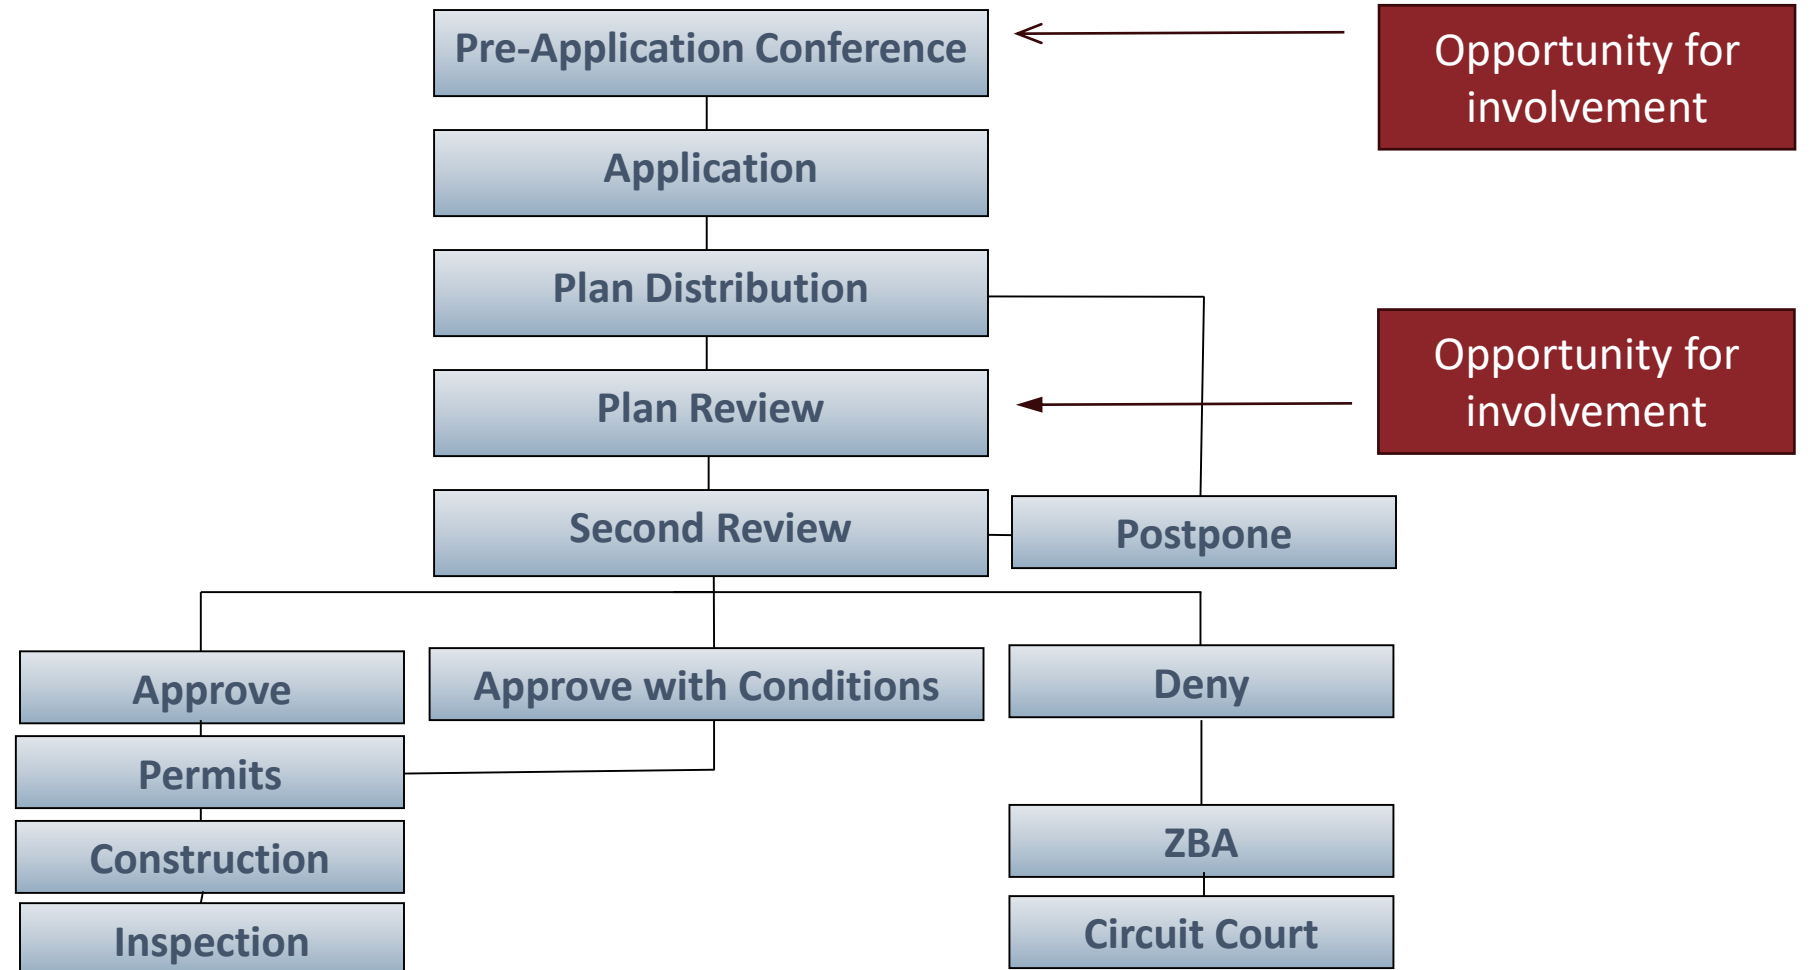 Pre-Application Conference
Opportunity for
involvement
Application
Plan Distribution
Opportunity for
involvement
Plan Review
Second Review
Postpone
Approve
Approve with Conditions
Deny
Permits
Construction
ZBA
Inspection
Circuit Court